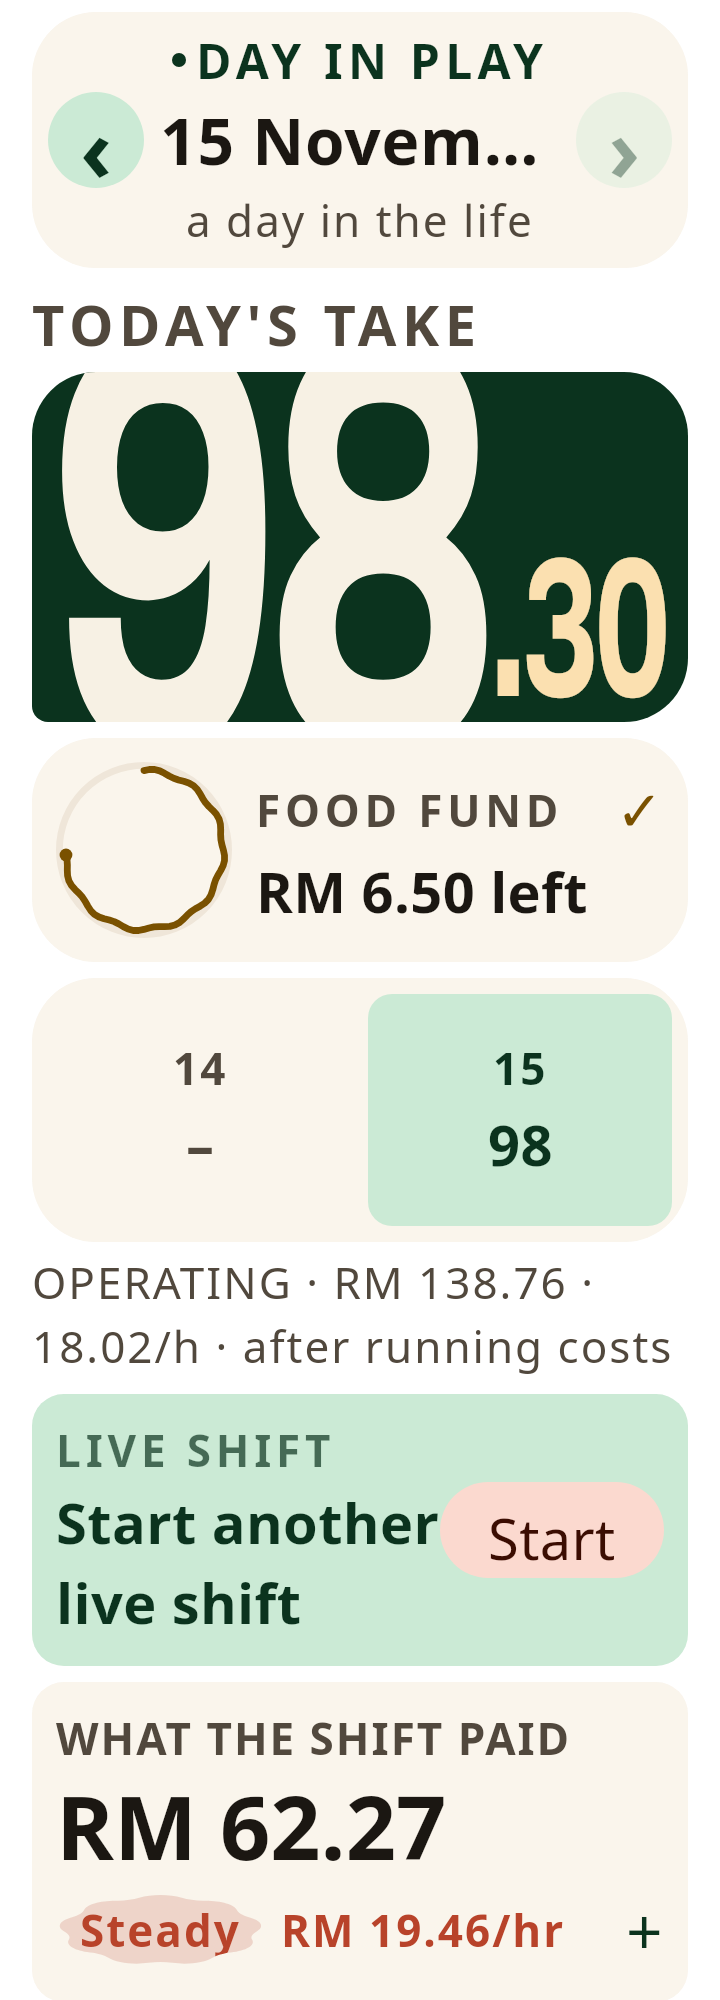 •DAY IN PLAY
‹ 15 Novem... ›
a day in the life
TODAY'S TAKE
98.30
FOOD FUND ✓
RM 6.50 left
14 15
– 98
OPERATING · RM 138.76 ·
18.02/h · after running costs
LIVE SHIFT
Start another
live shift
Start
WHAT THE SHIFT PAID
RM 62.27
Steady RM 19.46/hr +